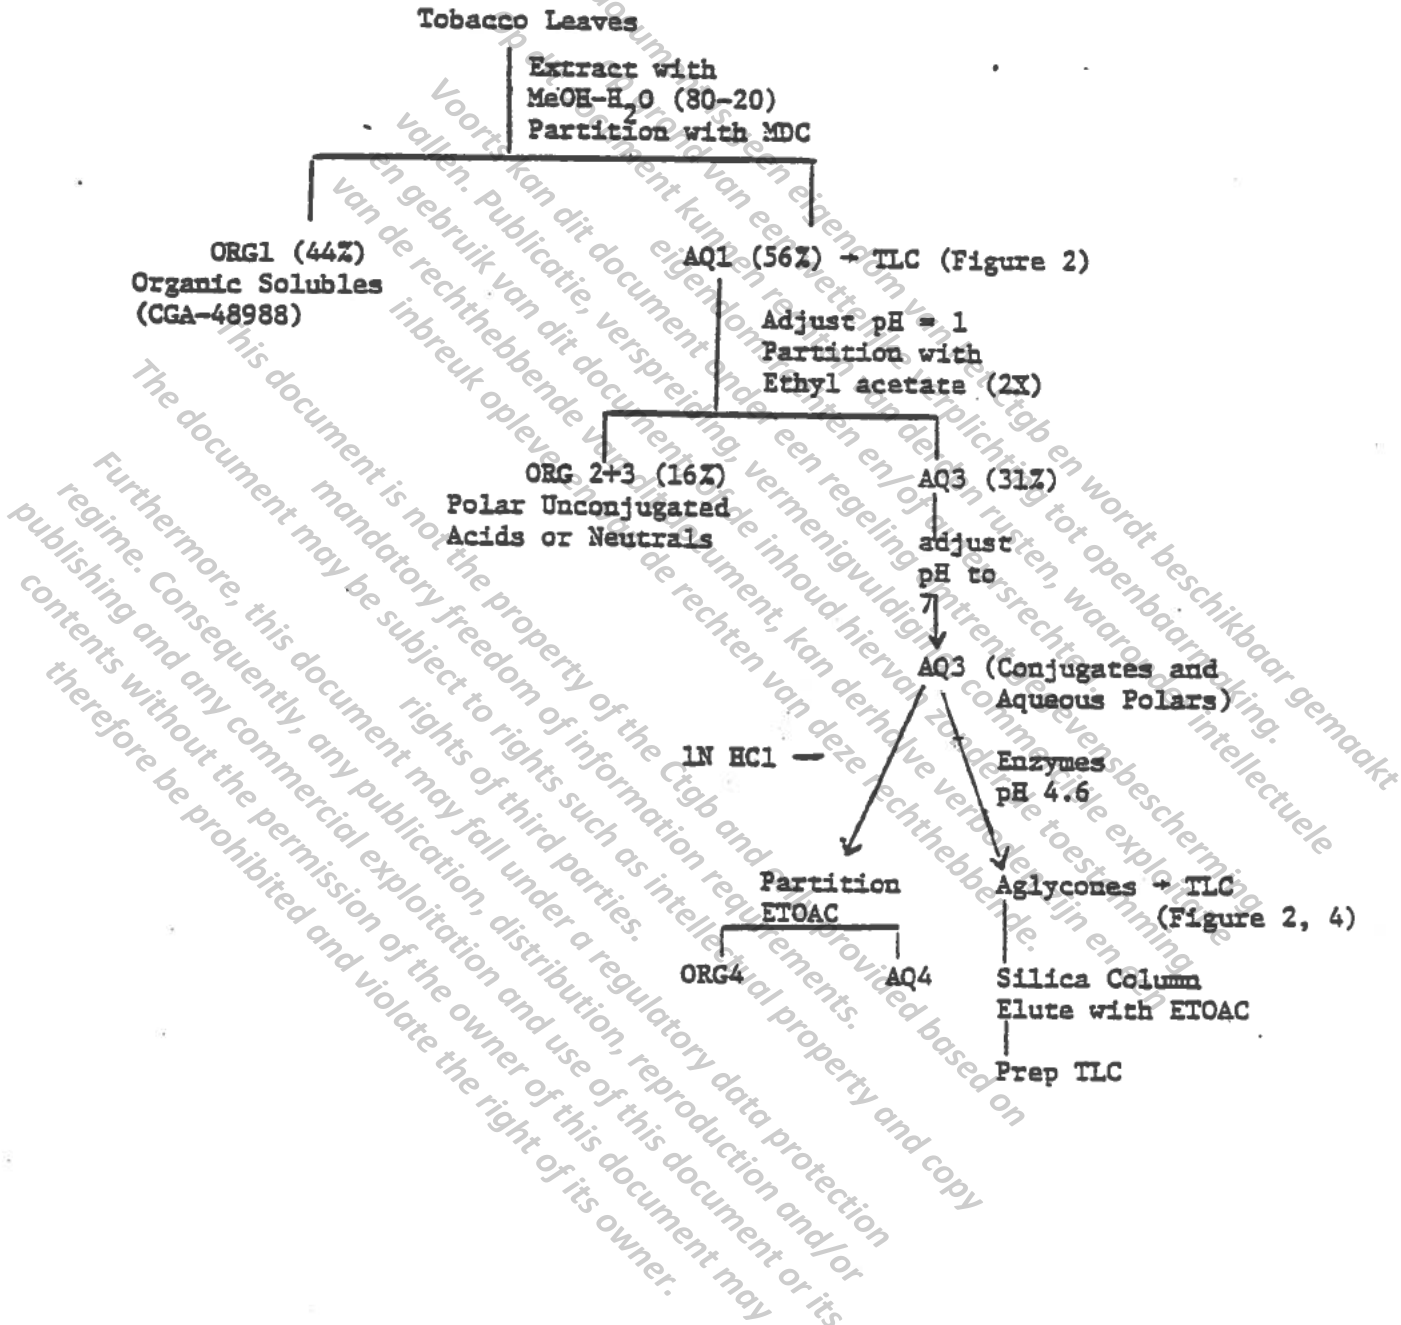 Tobacco Leaves
Extract with
MeOH-H2O (80-20)
Partition with MDC
ORG1 (44%)
Organic Solubles
(CGA-48988)
AQ1 (56%) → TLC (Figure 2)
Adjust pH = 1
Partition with
Ethyl acetate (2X)
ORG 2+3 (16%)
Polar Unconjugated
Acids or Neutrals
AQ3 (31%)
adjust
pH to
7
AQ3 (Conjugates and
Aqueous Polars)
1N HCl —
Enzymes
pH 4.6
Partition
ETOAC
ORG4
AQ4
Aglycones → TLC
(Figure 2, 4)
Silica Column
Elute with ETOAC
Prep TLC
This document is not the property of the Ctgb and is provided based on
mandatory freedom of information requirements.
The document may be subject to rights such as intellectual property and copy
rights of third parties.
Furthermore, this document may fall under a regulatory data protection
regime. Consequently, any publication, distribution, reproduction and/or
publishing and any commercial exploitation and use of this document or its
contents without the permission of the owner of this document may
therefore be prohibited and violate the right of its owner.